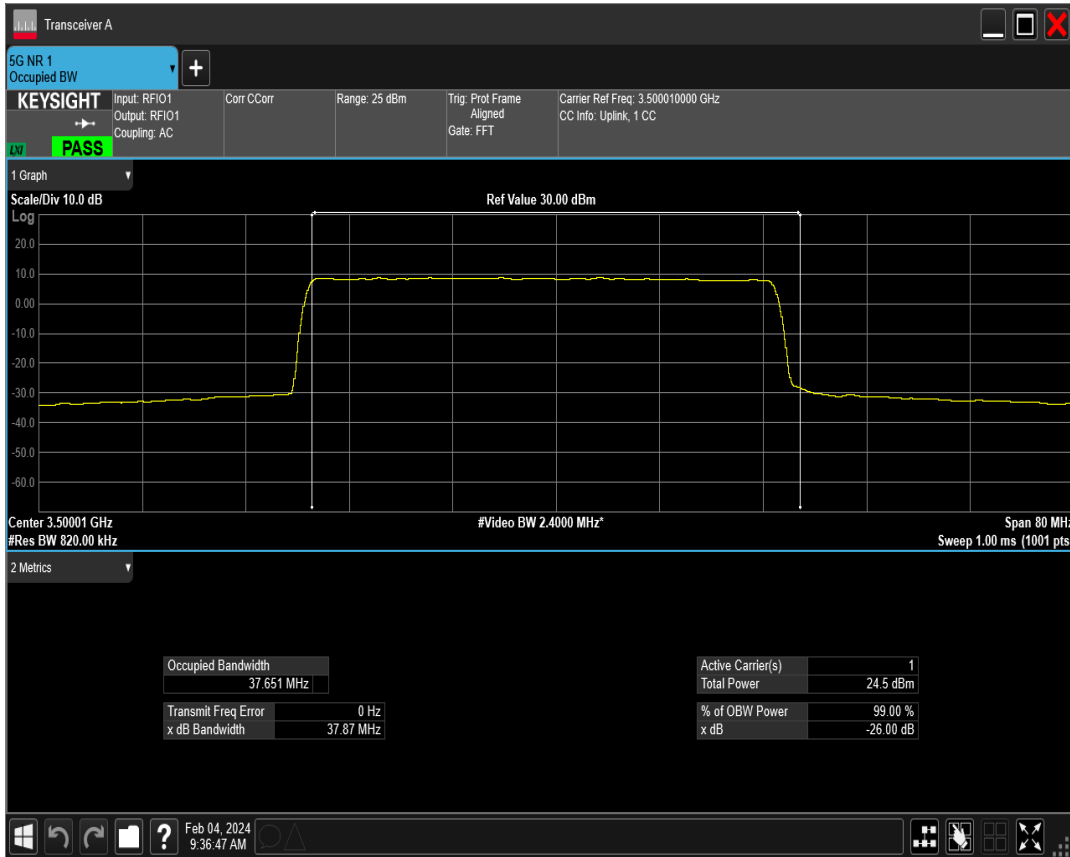 Transceiver A
5G NR 1
Occupied BW
+
KEYSIGHT
LXI
PASS
Input: RFIO1
Output: RFIO1
Coupling: AC
Corr CCorr
Range: 25 dBm
Trig: Prot Frame
Aligned
Gate: FFT
Carrier Ref Freq: 3.500010000 GHz
CC Info: Uplink, 1 CC
1 Graph
Scale/Div 10.0 dB
Ref Value 30.00 dBm
Log
20.0
10.0
0.00
-10.0
-20.0
-30.0
-40.0
-50.0
-60.0
Center 3.50001 GHz
#Video BW 2.4000 MHz*
Span 80 MHz
#Res BW 820.00 kHz
Sweep 1.00 ms (1001 pts
2 Metrics
Occupied Bandwidth
37.651 MHz
Transmit Freq Error 0 Hz
x dB Bandwidth 37.87 MHz
Active Carrier(s) 1
Total Power 24.5 dBm
% of OBW Power 99.00 %
x dB -26.00 dB
?
Feb 04, 2024
9:36:47 AM